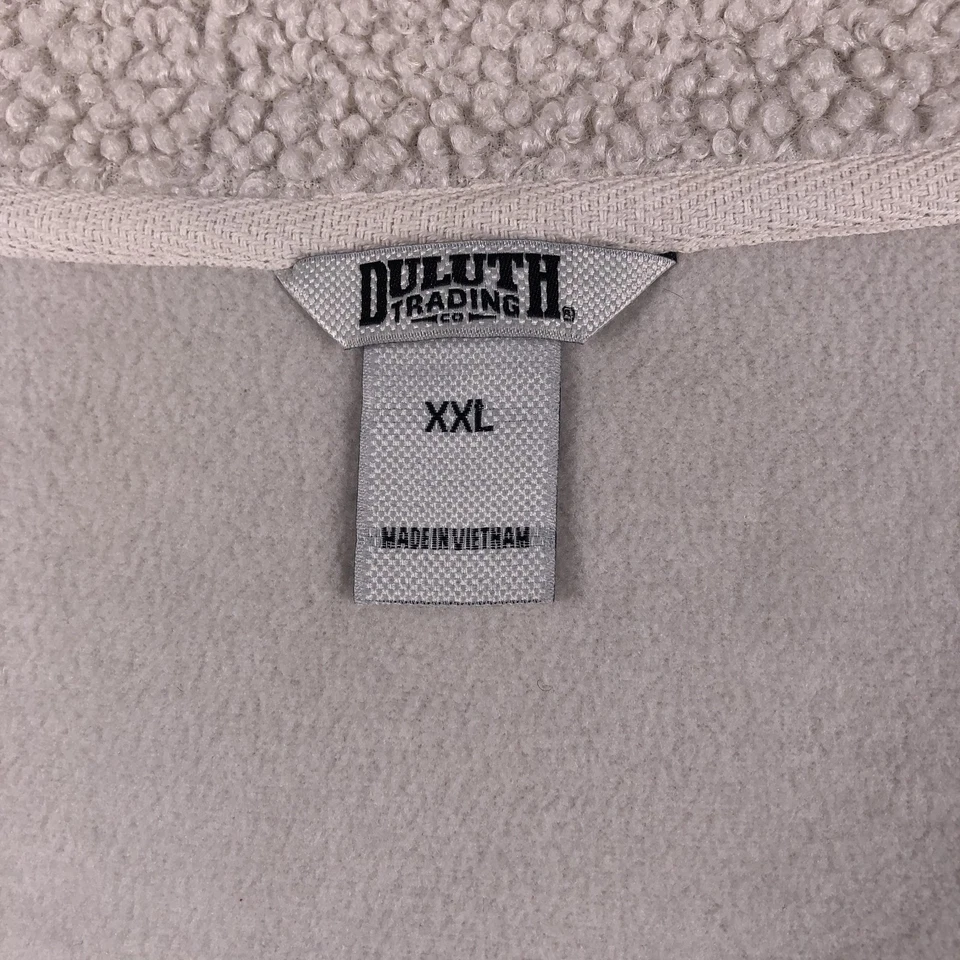 DULUTH
TRADING
CO ®
XXL
MADE IN VIETNAM